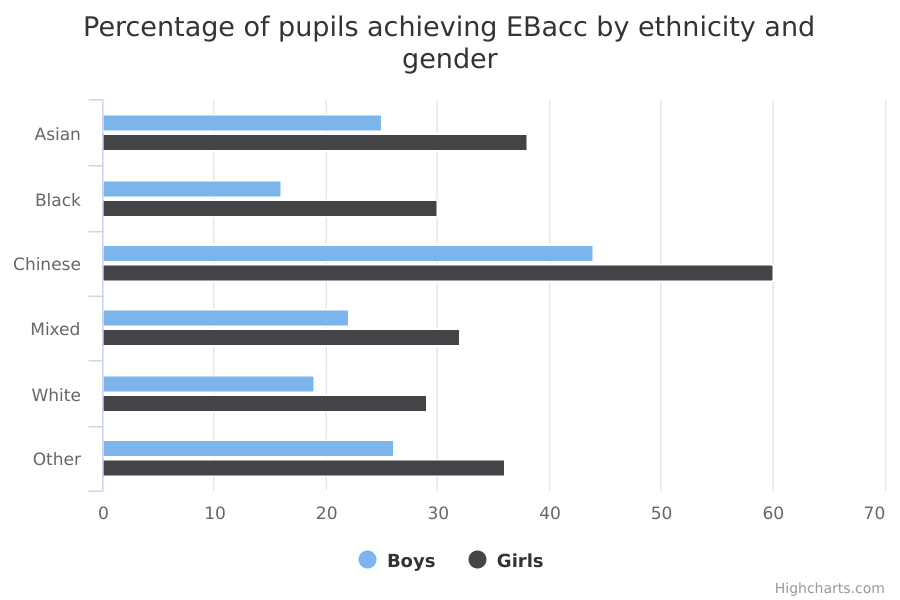 Percentage of pupils achieving EBacc by ethnicity and
gender
Asian
Black
Chinese
Mixed
White
Other
0 10 20 30 40 50 60 70
Boys Girls
Highcharts.com